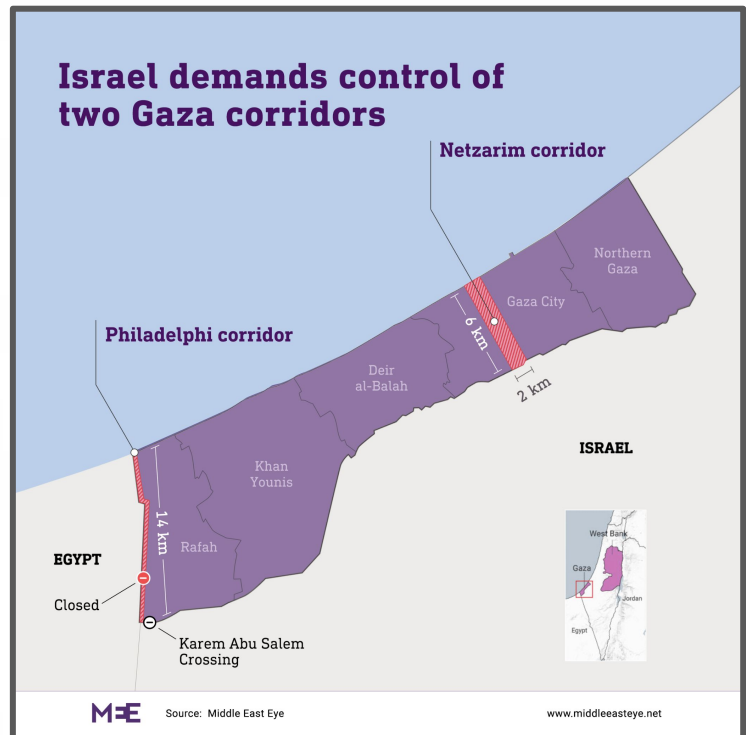 Israel demands control of
two Gaza corridors
Netzarim corridor
Northern
Gaza
Gaza City
6 km
2 km
Philadelphi corridor
Deir
al-Balah
Khan
Younis
14 km
Rafah
ISRAEL
EGYPT
Closed
Karem Abu Salem
Crossing
West Bank
Gaza
Jordan
Egypt
MEE
Source: Middle East Eye
www.middleeasteye.net